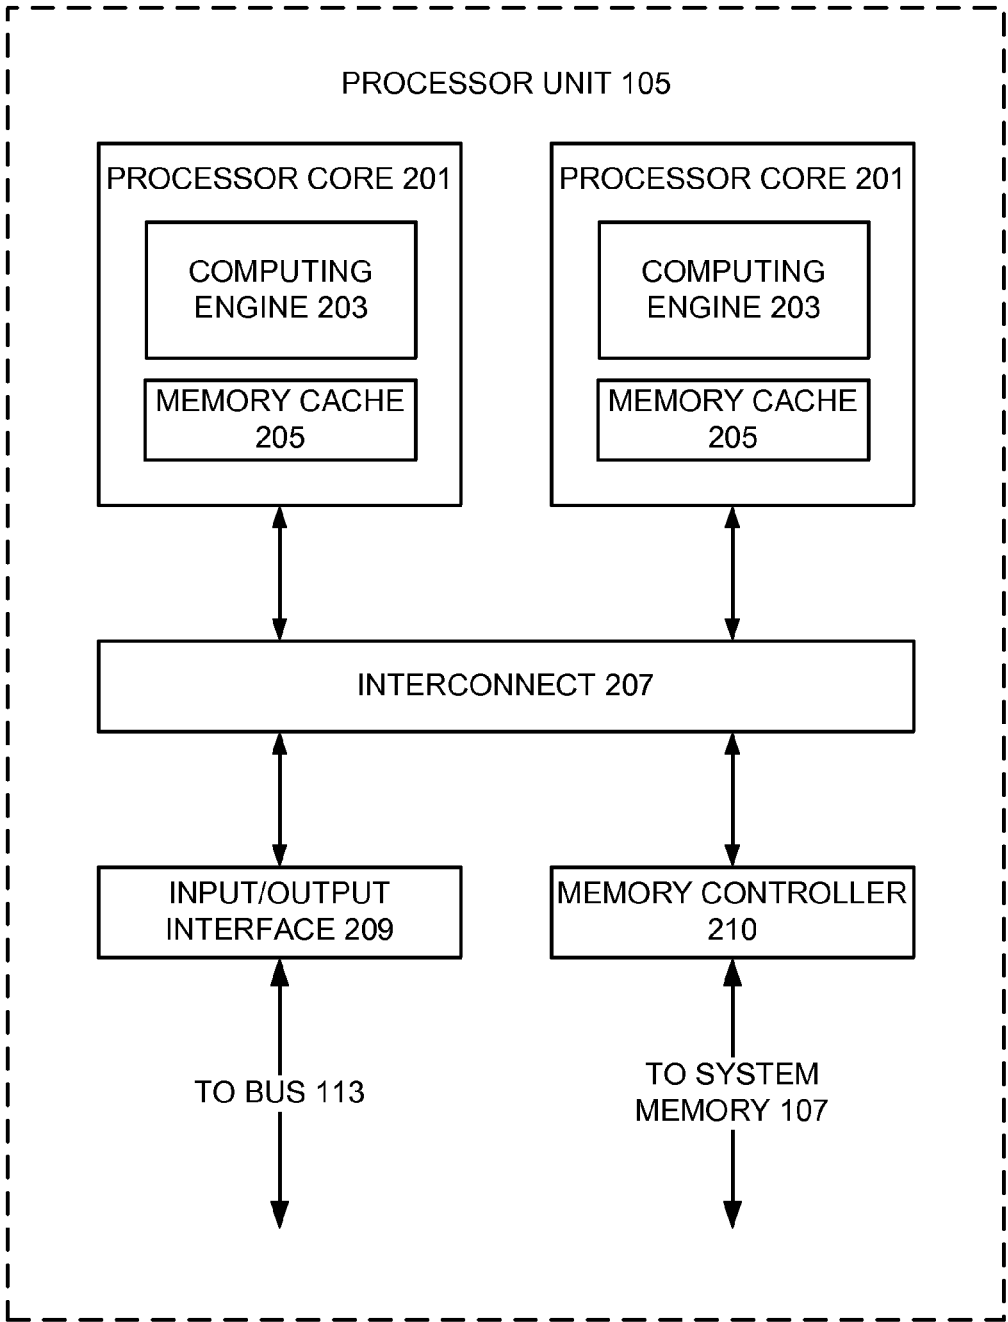 PROCESSOR UNIT 105
PROCESSOR CORE 201
COMPUTING
ENGINE 203
MEMORY CACHE
205
PROCESSOR CORE 201
COMPUTING
ENGINE 203
MEMORY CACHE
205
INTERCONNECT 207
INPUT/OUTPUT
INTERFACE 209
MEMORY CONTROLLER
210
TO BUS 113
TO SYSTEM
MEMORY 107